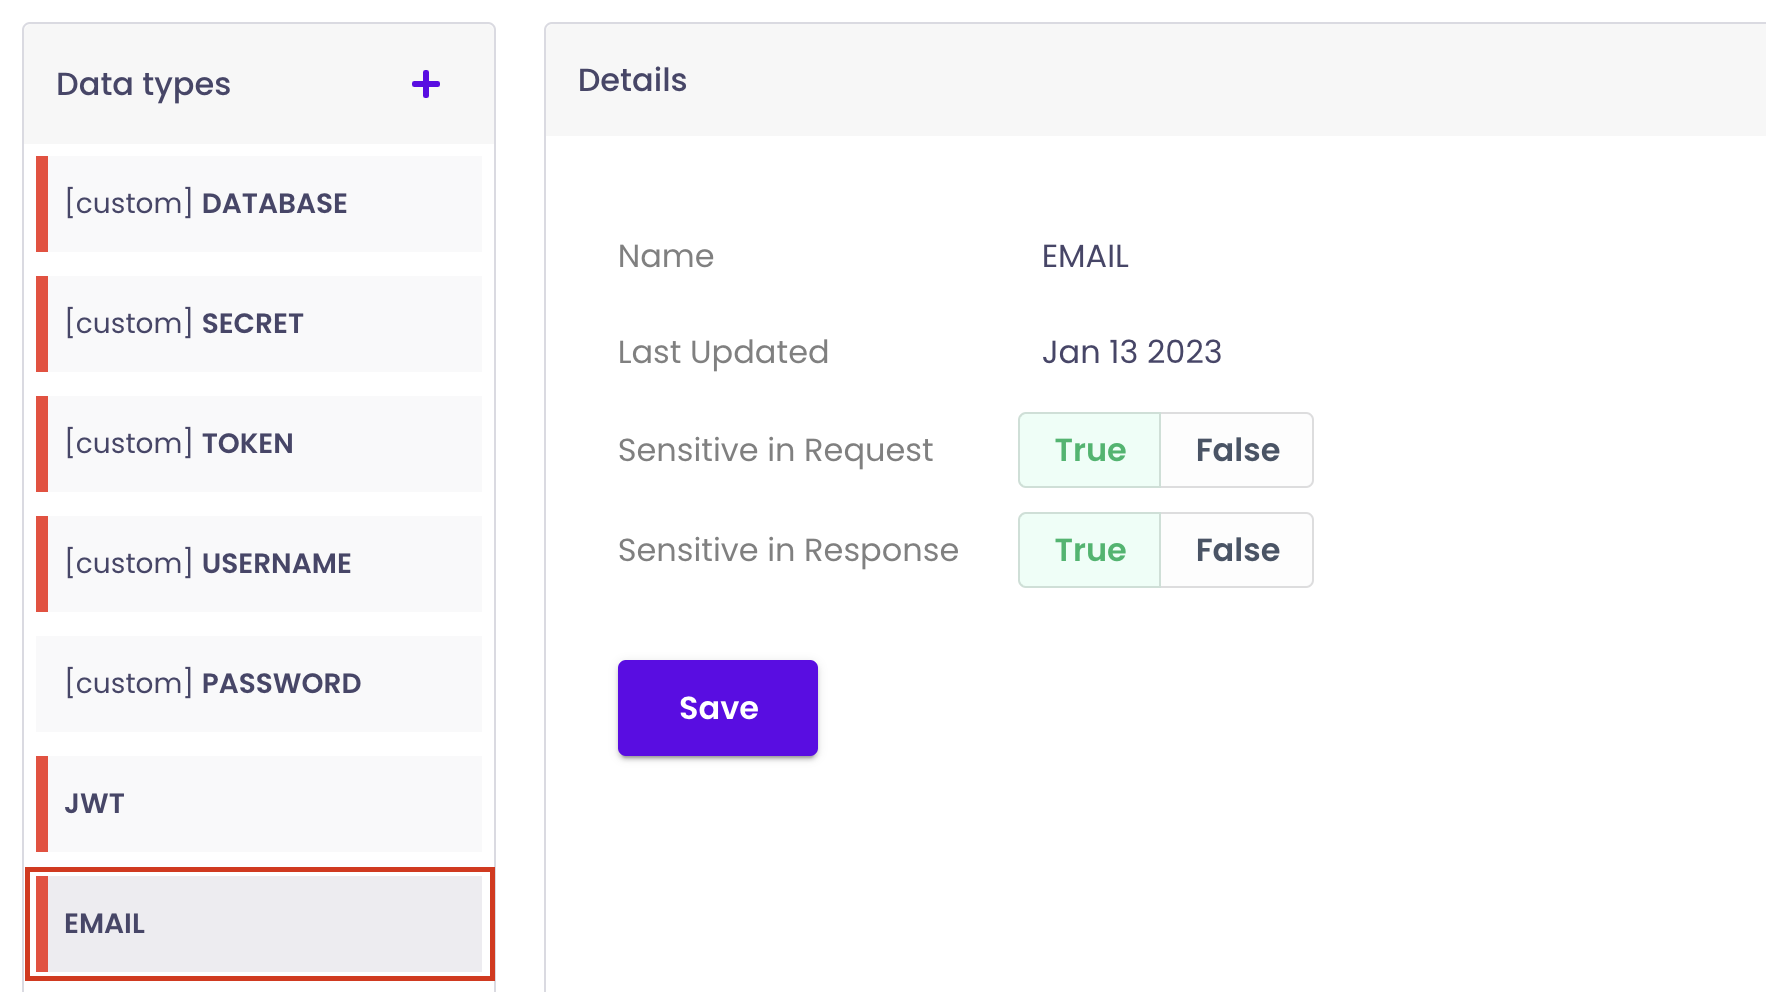 Data types
[custom] DATABASE
[custom] SECRET
[custom] TOKEN
[custom] USERNAME
[custom] PASSWORD
JWT
EMAIL
Details
Name EMAIL
Last Updated Jan 13 2023
Sensitive in Request True False
Sensitive in Response True False
Save